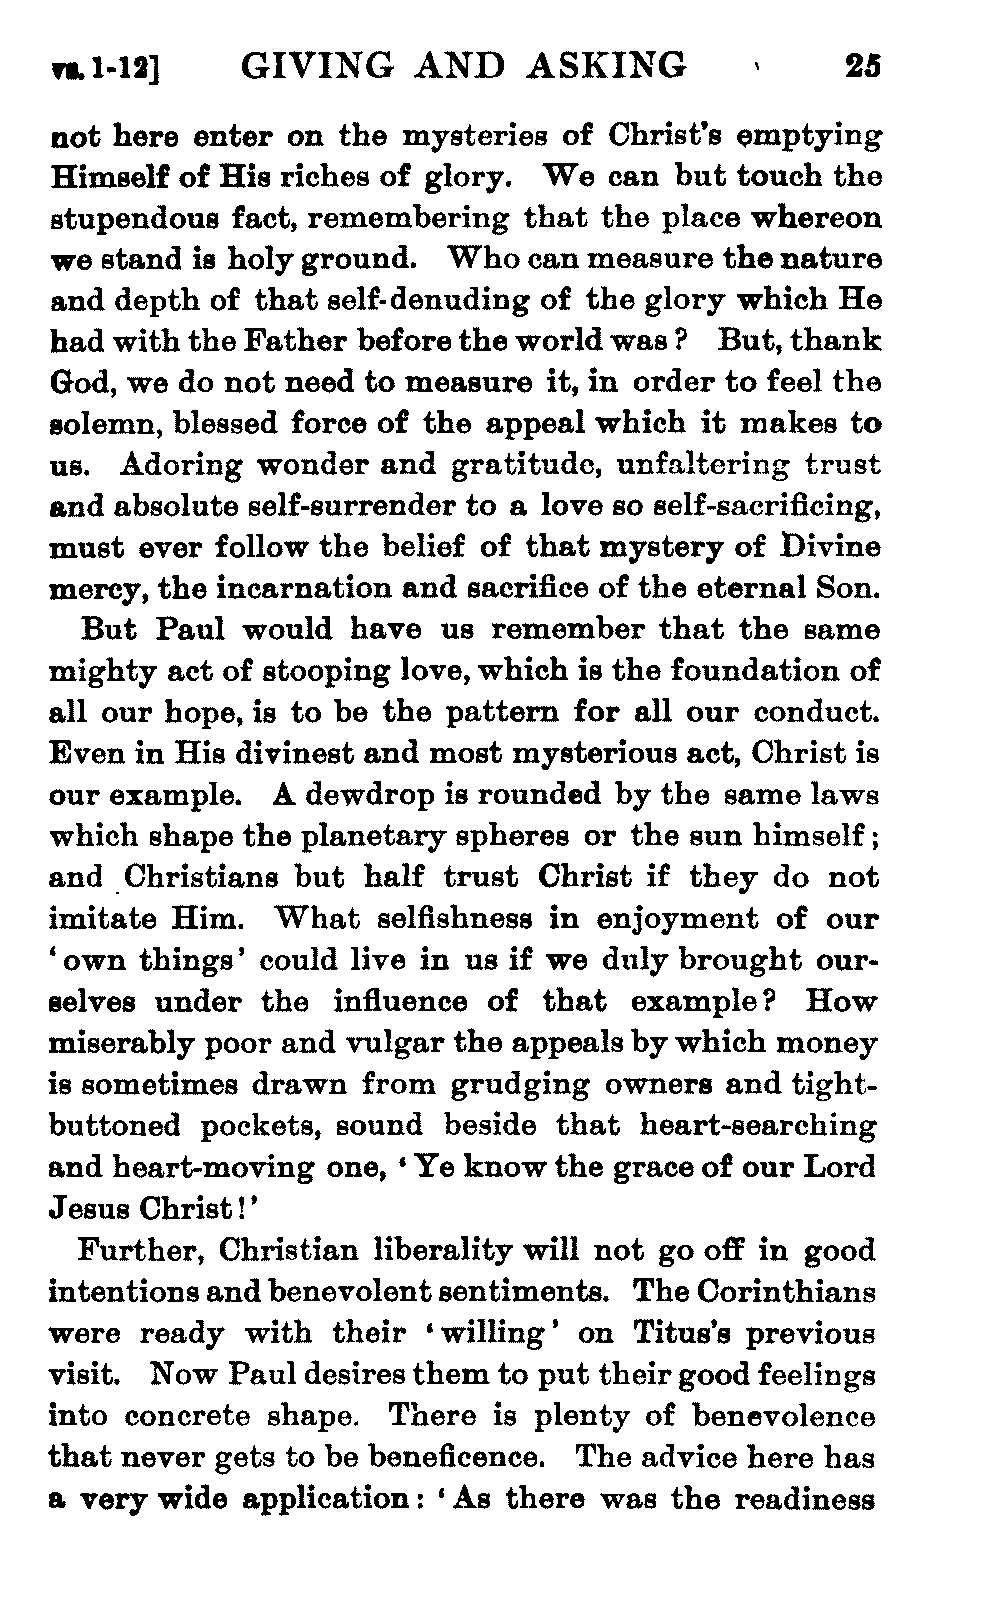 vs. 1-12] GIVING AND ASKING 25
not here enter on the mysteries of Christ's emptying
Himself of His riches of glory. We can but touch the
stupendous fact, remembering that the place whereon
we stand is holy ground. Who can measure the nature
and depth of that self-denuding of the glory which He
had with the Father before the world was? But, thank
God, we do not need to measure it, in order to feel the
solemn, blessed force of the appeal which it makes to
us. Adoring wonder and gratitude, unfaltering trust
and absolute self-surrender to a love so self-sacrificing,
must ever follow the belief of that mystery of Divine
mercy, the incarnation and sacrifice of the eternal Son.
But Paul would have us remember that the same
mighty act of stooping love, which is the foundation of
all our hope, is to be the pattern for all our conduct.
Even in His divinest and most mysterious act, Christ is
our example. A dewdrop is rounded by the same laws
which shape the planetary spheres or the sun himself;
and Christians but half trust Christ if they do not
imitate Him. What selfishness in enjoyment of our
'own things' could live in us if we duly brought our-
selves under the influence of that example? How
miserably poor and vulgar the appeals by which money
is sometimes drawn from grudging owners and tight-
buttoned pockets, sound beside that heart-searching
and heart-moving one, 'Ye know the grace of our Lord
Jesus Christ!'
Further, Christian liberality will not go off in good
intentions and benevolent sentiments. The Corinthians
were ready with their 'willing' on Titus's previous
visit. Now Paul desires them to put their good feelings
into concrete shape. There is plenty of benevolence
that never gets to be beneficence. The advice here has
a very wide application: 'As there was the readiness